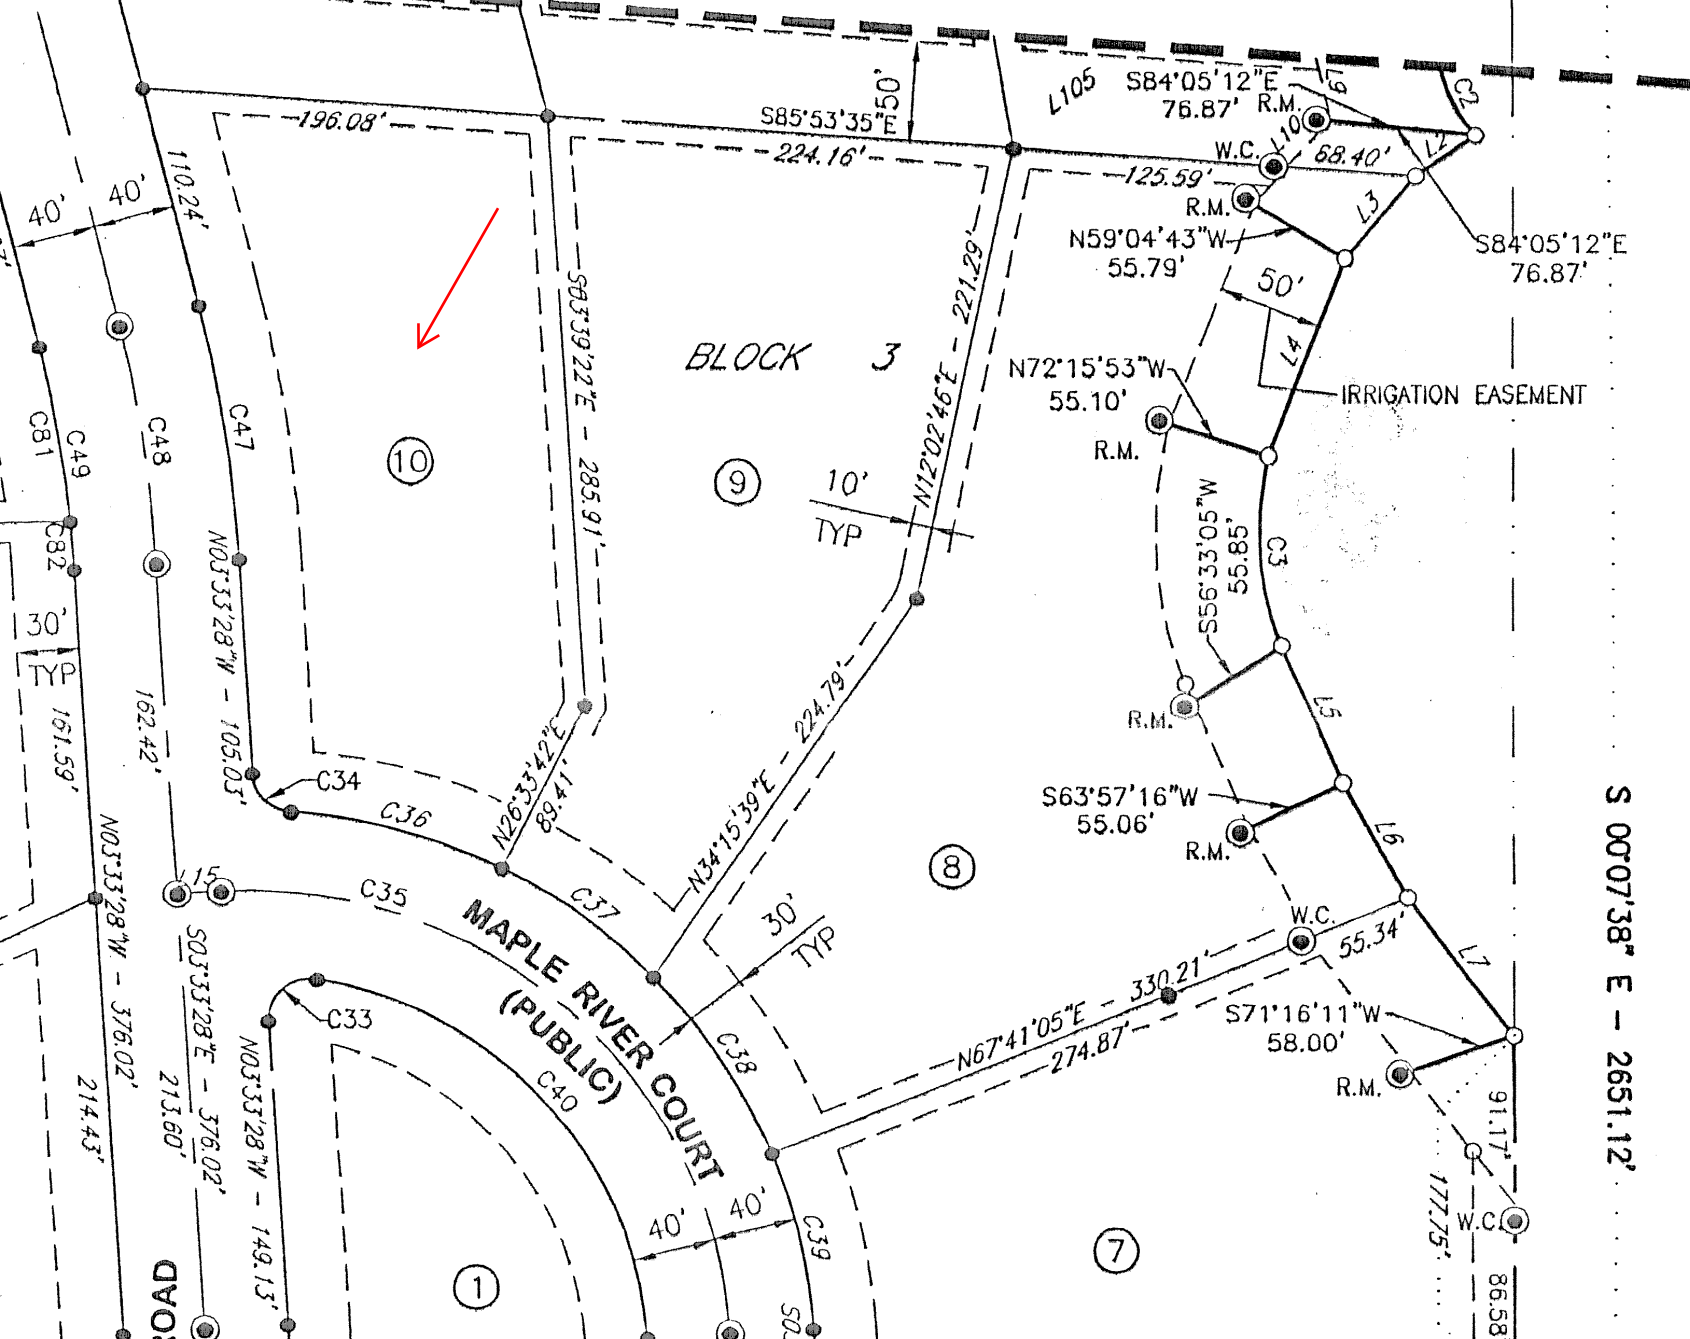 S84°05'12"E
76.87'
R.M.
L9
C2
L105
50'
S85°53'35"E
224.16'
196.08'
W.C.
L10
68.40'
L2
125.59'
R.M.
L3
N59°04'43"W
55.79'
S84°05'12"E
76.87'
50'
110.24'
40'
40'
S03°39'22"E - 285.91'
N12°02'46"E - 221.29'
BLOCK 3
L4
N72°15'53"W
55.10'
IRRIGATION EASEMENT
R.M.
C81
C49
C48
C47
10
9
10'
TYP
S56°33'05"W
55.85'
C3
C82
N03°33'28"W - 105.03'
30'
TYP
161.59'
162.42'
R.M.
L5
224.79'
N34°15'39"E -
N26°33'42"E
89.41'
C34
C36
S63°57'16"W
55.06'
R.M.
L6
8
S 00°07'38" E - 2651.12'
L15
C35
C37
30'
TYP
MAPLE RIVER COURT
(PUBLIC)
W.C.
55.34'
L7
N67°41'05"E - 330.21'
274.87'
S71°16'11"W
58.00'
R.M.
N03°33'28"W - 376.02'
214.43'
S03°33'28"E - 376.02'
213.60'
C33
N03°33'28"W - 149.13'
C40
C38
91.17'
177.75'
W.C.
40'
40'
C39
7
1
86.58
ROAD